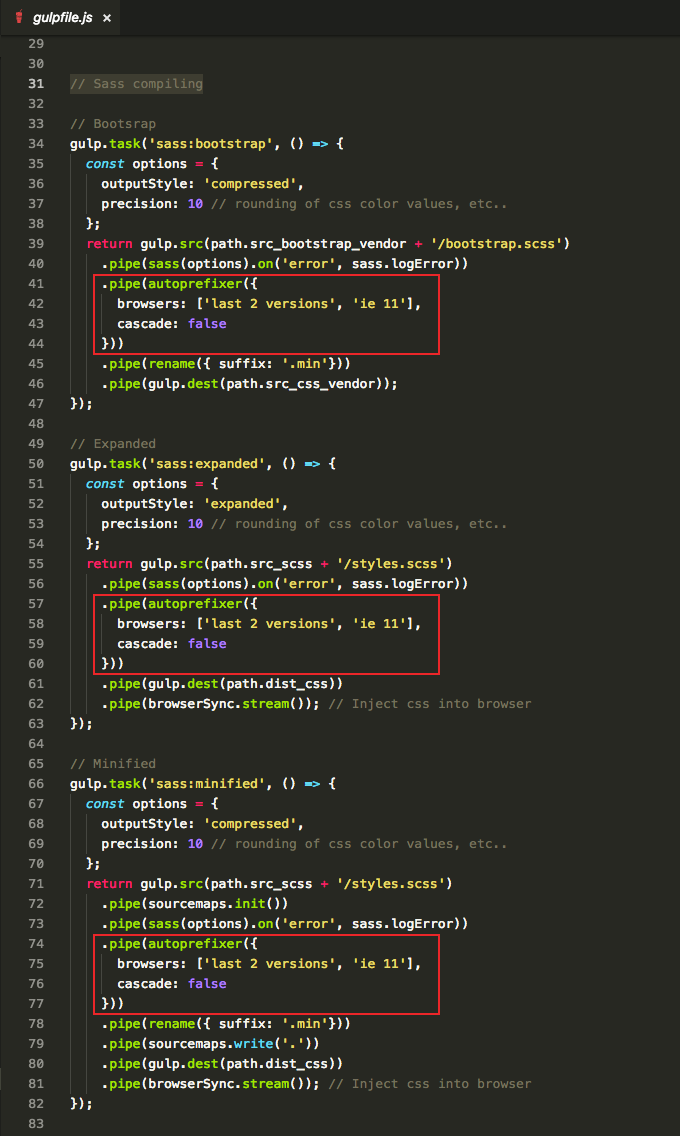 gulpfile.js ×
29
30
31 // Sass compiling
32
33 // Bootsrap
34 gulp.task('sass:bootstrap', () => {
35 const options = {
36 outputStyle: 'compressed',
37 precision: 10 // rounding of css color values, etc..
38 };
39 return gulp.src(path.src_bootstrap_vendor + '/bootstrap.scss')
40 .pipe(sass(options).on('error', sass.logError))
41 .pipe(autoprefixer({
42 browsers: ['last 2 versions', 'ie 11'],
43 cascade: false
44 }))
45 .pipe(rename({ suffix: '.min'}))
46 .pipe(gulp.dest(path.src_css_vendor));
47 });
48
49 // Expanded
50 gulp.task('sass:expanded', () => {
51 const options = {
52 outputStyle: 'expanded',
53 precision: 10 // rounding of css color values, etc..
54 };
55 return gulp.src(path.src_scss + '/styles.scss')
56 .pipe(sass(options).on('error', sass.logError))
57 .pipe(autoprefixer({
58 browsers: ['last 2 versions', 'ie 11'],
59 cascade: false
60 }))
61 .pipe(gulp.dest(path.dist_css))
62 .pipe(browserSync.stream()); // Inject css into browser
63 });
64
65 // Minified
66 gulp.task('sass:minified', () => {
67 const options = {
68 outputStyle: 'compressed',
69 precision: 10 // rounding of css color values, etc..
70 };
71 return gulp.src(path.src_scss + '/styles.scss')
72 .pipe(sourcemaps.init())
73 .pipe(sass(options).on('error', sass.logError))
74 .pipe(autoprefixer({
75 browsers: ['last 2 versions', 'ie 11'],
76 cascade: false
77 }))
78 .pipe(rename({ suffix: '.min'}))
79 .pipe(sourcemaps.write('.'))
80 .pipe(gulp.dest(path.dist_css))
81 .pipe(browserSync.stream()); // Inject css into browser
82 });
83